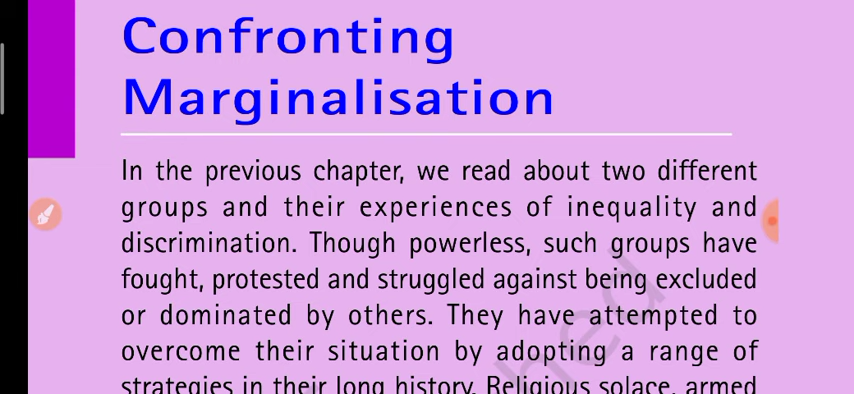 Confronting
Marginalisation
In the previous chapter, we read about two different
groups and their experiences of inequality and
discrimination. Though powerless, such groups have
fought, protested and struggled against being excluded
or dominated by others. They have attempted to
overcome their situation by adopting a range of
strategies in their long history. Religious solace, armed